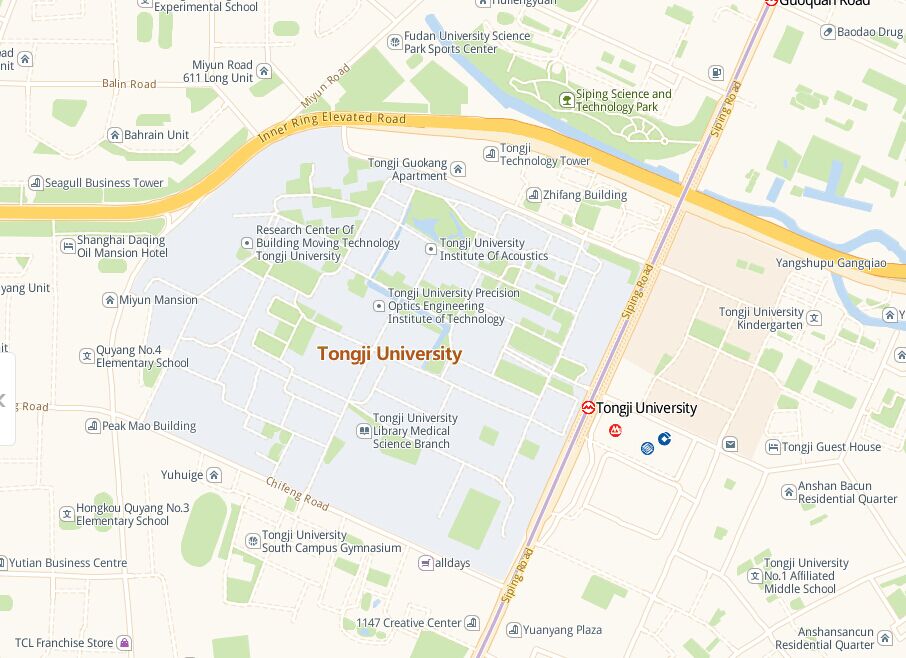 Experimental School
Huifengyuan
Guoquan Road
Baodao Drug
Fudan University Science
Park Sports Center
Miyun Road
611 Long Unit
Road
Unit
Balin Road
Miyun Road
Siping Science and
Technology Park
Siping Road
Inner Ring Elevated Road
Bahrain Unit
Tongji
Technology Tower
Tongji Guokang
Apartment
Seagull Business Tower
Zhifang Building
Research Center Of
Building Moving Technology
Tongji University
Tongji University
Institute Of Acoustics
Shanghai Daqing
Oil Mansion Hotel
Yangshupu Gangqiao
yang Unit
Miyun Mansion
Tongji University Precision
Optics Engineering
Institute of Technology
Siping Road
Tongji University
Kindergarten
Y
Quyang No.4
Elementary School
Tongji University
Tongji University
g Road
Peak Mao Building
Tongji University
Library Medical
Science Branch
Tongji Guest House
Yuhuige
Chifeng Road
Anshan Bacun
Residential Quarter
Hongkou Quyang No.3
Elementary School
Tongji University
South Campus Gymnasium
Yutian Business Centre
alldays
Siping Road
Tongji University
No.1 Affiliated
Middle School
1147 Creative Center
Yuanyang Plaza
Anshansancun
Residential Quarter
TCL Franchise Store